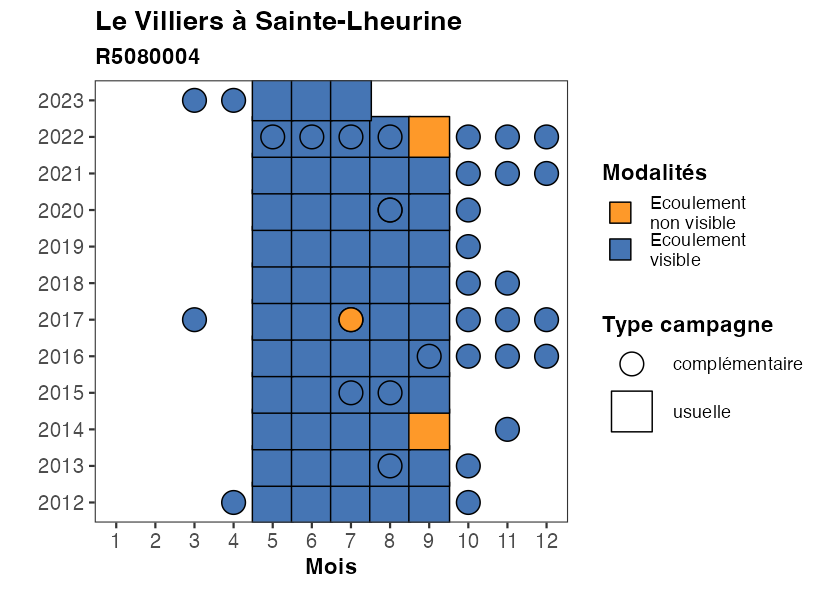 Le Villiers à Sainte-Lheurine
R5080004
2023
2022
2021
2020
2019
2018
2017
2016
2015
2014
2013
2012
1 2 3 4 5 6 7 8 9 10 11 12
Mois
Modalités
Ecoulement
non visible
Ecoulement
visible
Type campagne
complémentaire
usuelle